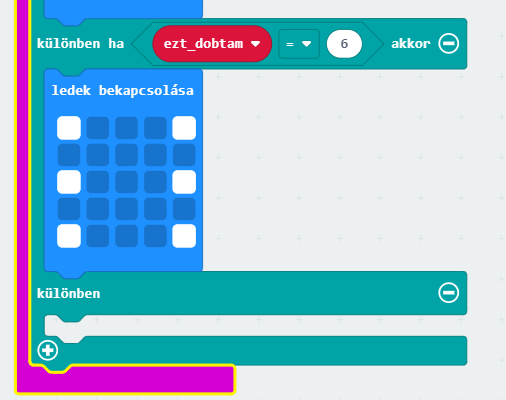 különben ha ezt_dobtam = 6 akkor
ledek bekapcsolása
különben